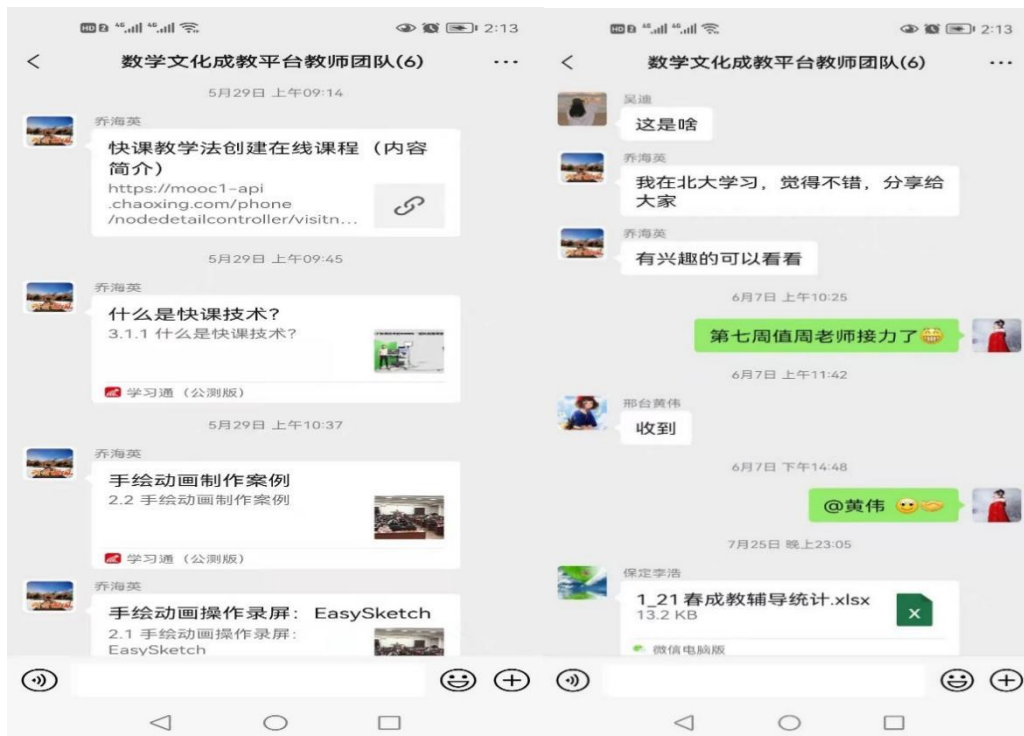 HD 2 4G 4G 2:13
数学文化成教平台教师团队(6)
5月29日 上午09:14
乔海英
快课教学法创建在线课程（内容
简介）
https://mooc1-api
.chaoxing.com/phone
/nodedetailcontroller/visitn...
5月29日 上午09:45
乔海英
什么是快课技术?
3.1.1 什么是快课技术?
学习通（公测版）
5月29日 上午10:37
乔海英
手绘动画制作案例
2.2 手绘动画制作案例
学习通（公测版）
乔海英
手绘动画操作录屏：EasySketch
2.1 手绘动画操作录屏：
EasySketch
HD 2 4G 4G 2:13
数学文化成教平台教师团队(6)
吴迪
这是啥
乔海英
我在北大学习，觉得不错，分享给
大家
乔海英
有兴趣的可以看看
6月7日 上午10:25
第七周值周老师接力了😁
6月7日 上午11:42
邢台黄伟
收到
6月7日 下午14:48
@黄伟 🙂🤝
7月25日 晚上23:05
保定李浩
1_21春成教辅导统计.xlsx
13.2 KB
X
微信电脑版